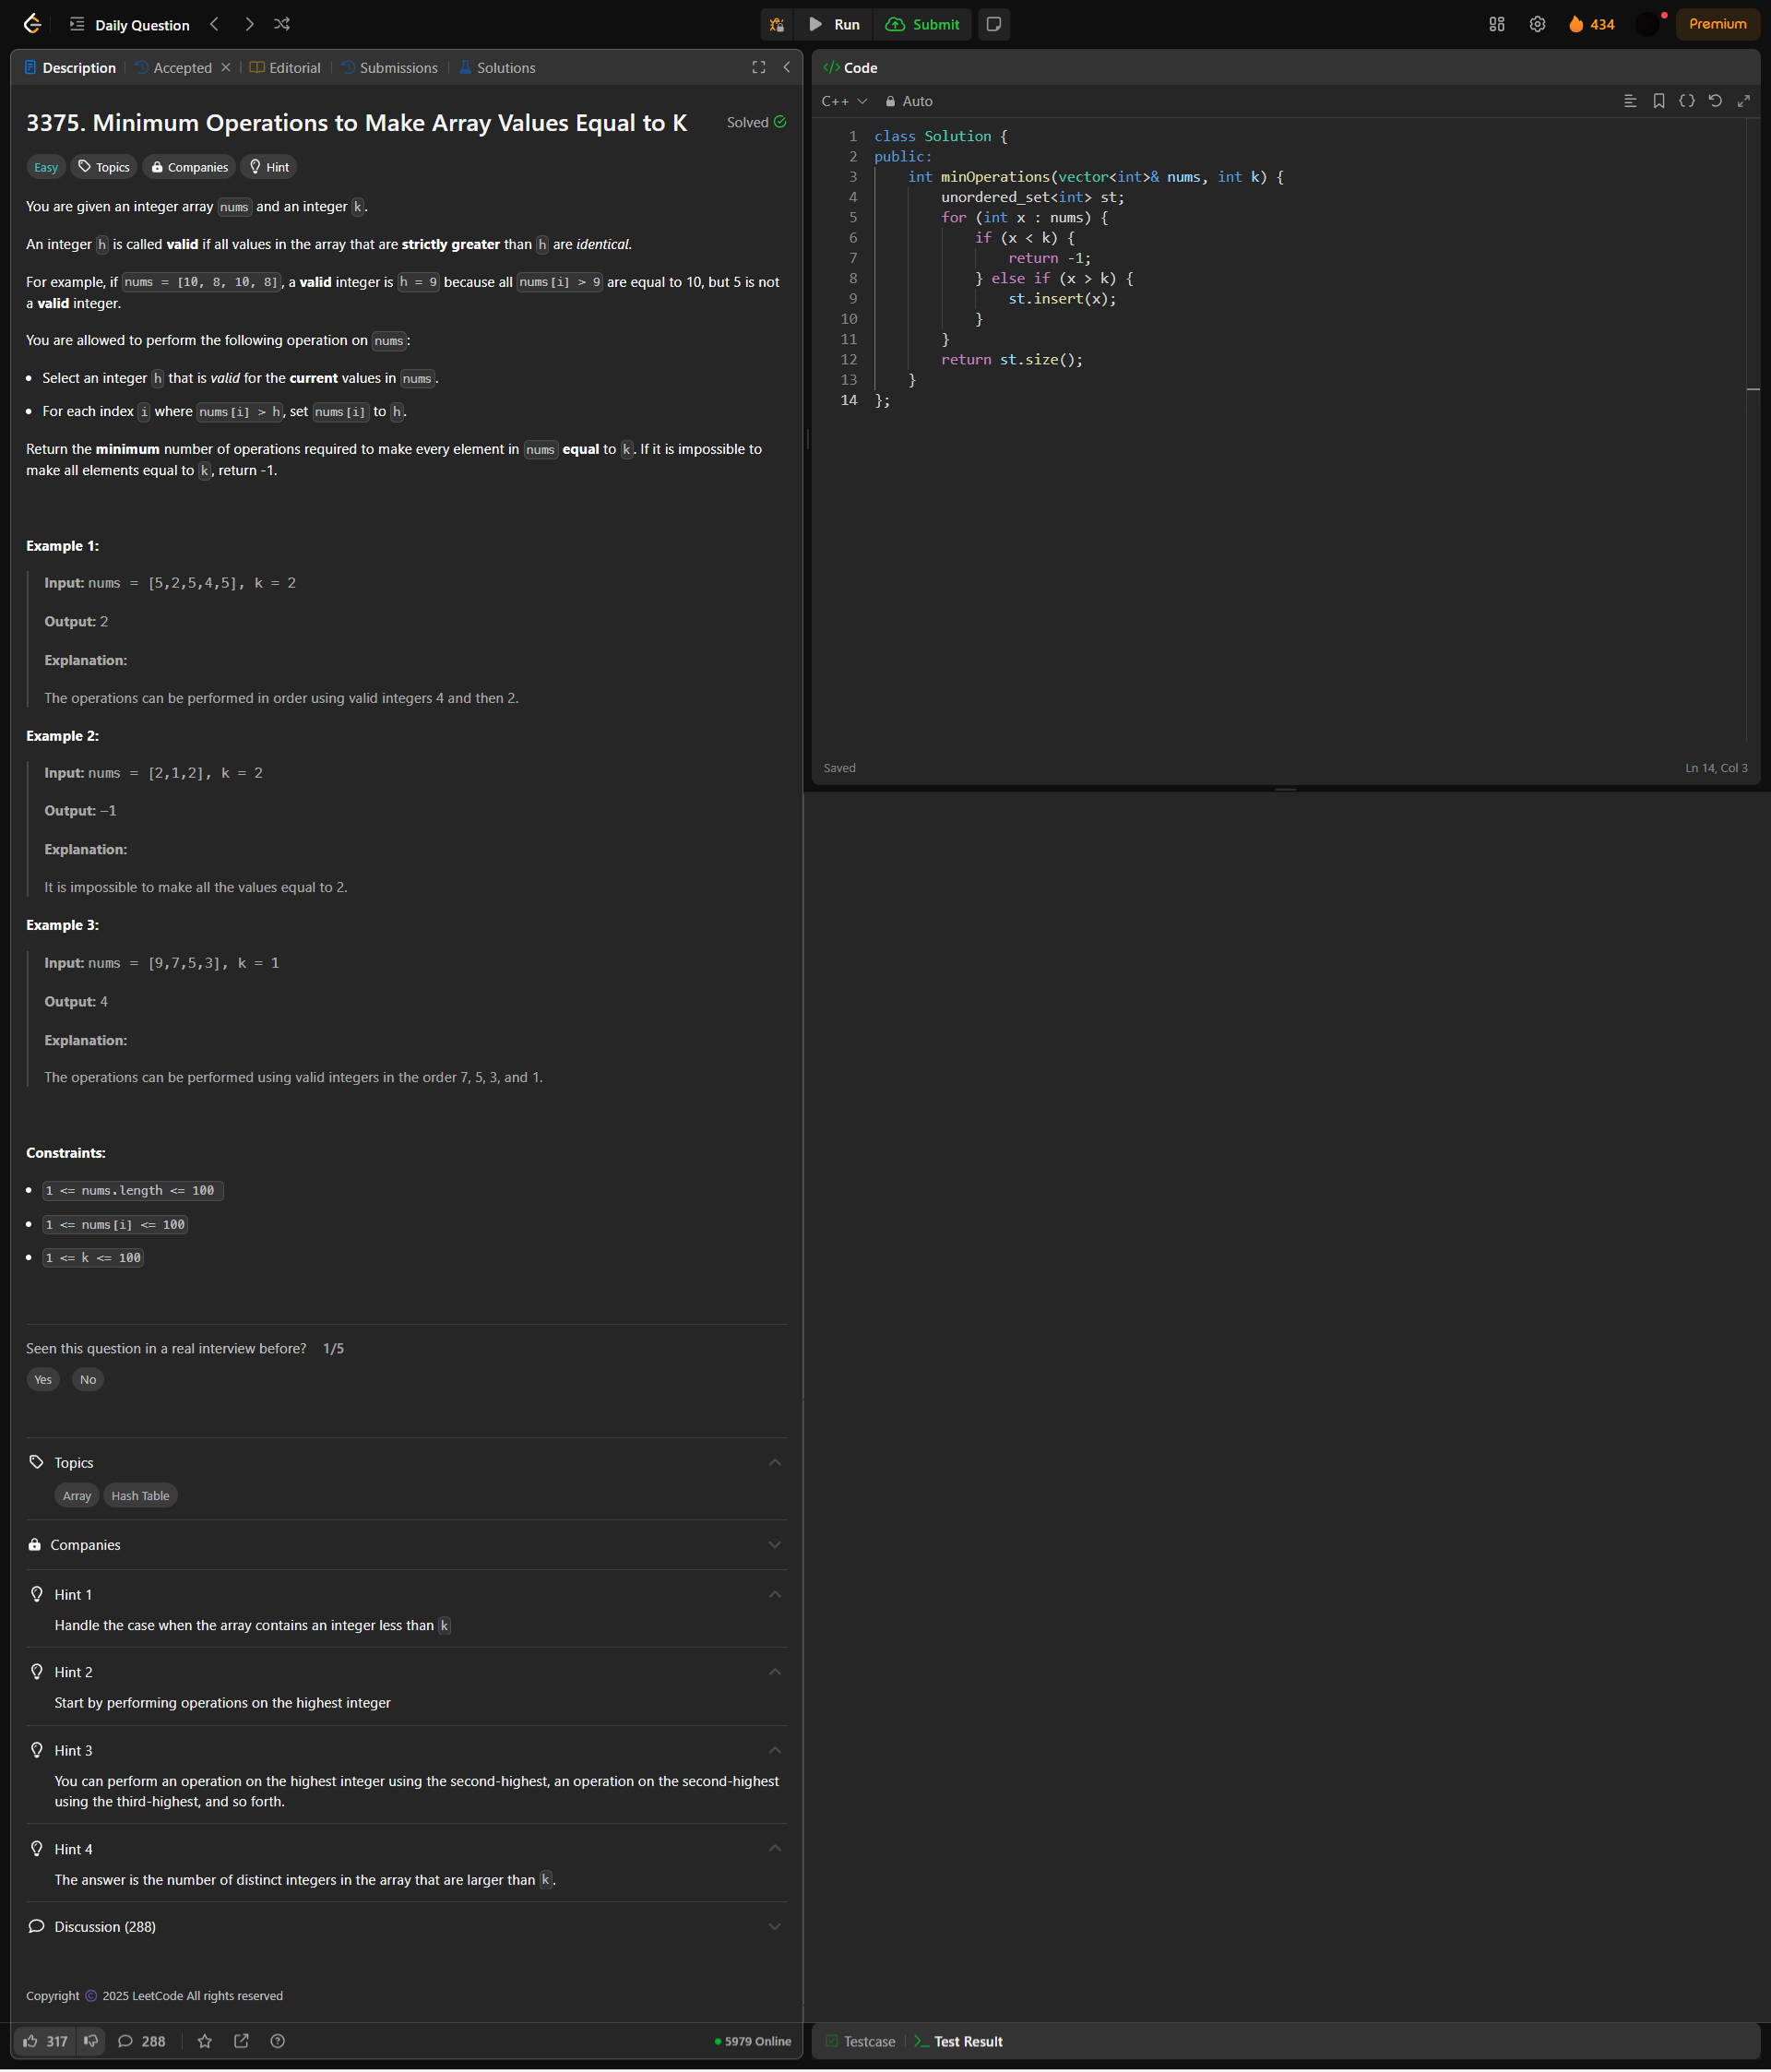 Daily Question
Run
Submit
434
Premium
Description
Accepted
Editorial
Submissions
Solutions
3375. Minimum Operations to Make Array Values Equal to K
Solved
Easy
Topics
Companies
Hint
You are given an integer array nums and an integer k.
An integer h is called valid if all values in the array that are strictly greater than h are identical.
For example, if nums = [10, 8, 10, 8], a valid integer is h = 9 because all nums[i] > 9 are equal to 10, but 5 is not
a valid integer.
You are allowed to perform the following operation on nums:
• Select an integer h that is valid for the current values in nums.
• For each index i where nums[i] > h, set nums[i] to h.
Return the minimum number of operations required to make every element in nums equal to k. If it is impossible to
make all elements equal to k, return -1.
Example 1:
Input: nums = [5,2,5,4,5], k = 2
Output: 2
Explanation:
The operations can be performed in order using valid integers 4 and then 2.
Example 2:
Input: nums = [2,1,2], k = 2
Output: −1
Explanation:
It is impossible to make all the values equal to 2.
Example 3:
Input: nums = [9,7,5,3], k = 1
Output: 4
Explanation:
The operations can be performed using valid integers in the order 7, 5, 3, and 1.
Constraints:
• 1 <= nums.length <= 100
• 1 <= nums[i] <= 100
• 1 <= k <= 100
Seen this question in a real interview before? 1/5
Yes No
Topics
Array Hash Table
Companies
Hint 1
Handle the case when the array contains an integer less than k
Hint 2
Start by performing operations on the highest integer
Hint 3
You can perform an operation on the highest integer using the second-highest, an operation on the second-highest
using the third-highest, and so forth.
Hint 4
The answer is the number of distinct integers in the array that are larger than k.
Discussion (288)
Copyright © 2025 LeetCode All rights reserved
317
288
5979 Online
</> Code
C++
Auto
1 class Solution {
2 public:
3     int minOperations(vector<int>& nums, int k) {
4         unordered_set<int> st;
5         for (int x : nums) {
6             if (x < k) {
7                 return -1;
8             } else if (x > k) {
9                 st.insert(x);
10             }
11         }
12         return st.size();
13     }
14 };
Saved
Ln 14, Col 3
Testcase
Test Result